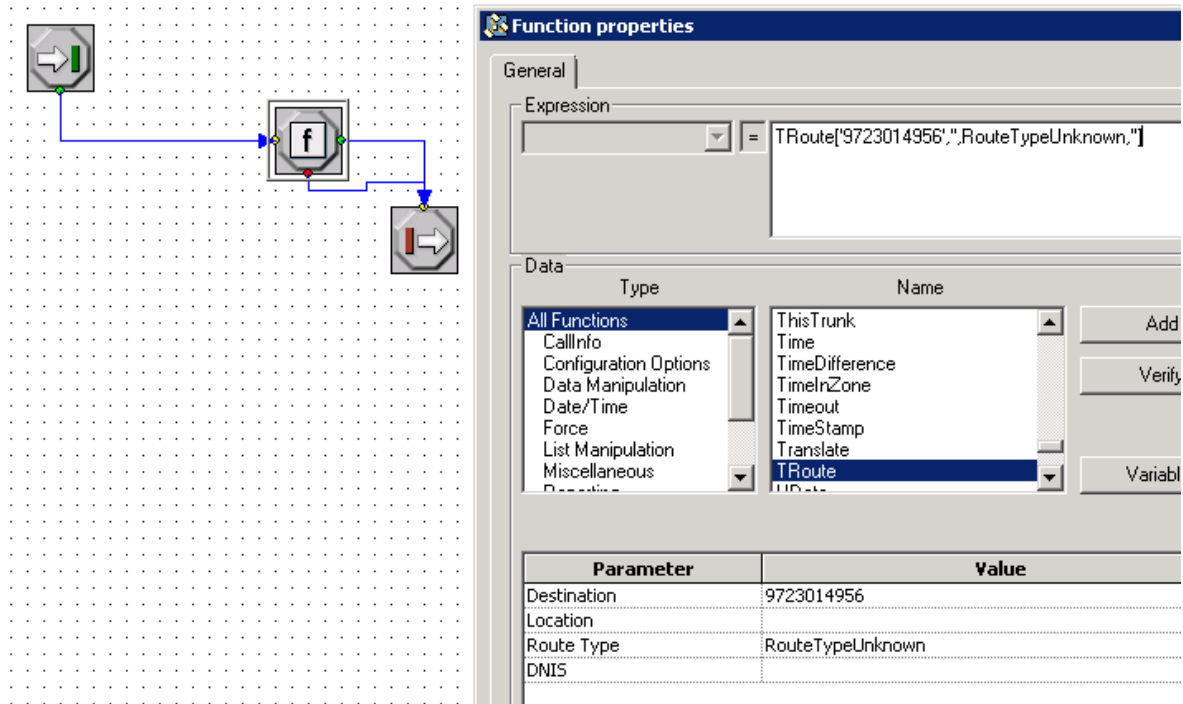 Function properties
General
Expression
= TRoute['9723014956','',RouteTypeUnknown,'']
f
Data
Type Name
All Functions
CallInfo
Configuration Options
Data Manipulation
Date/Time
Force
List Manipulation
Miscellaneous
ThisTrunk
Time
TimeDifference
TimeInZone
Timeout
TimeStamp
Translate
TRoute
Add
Verify
Variabl
Parameter Value
Destination 9723014956
Location
Route Type RouteTypeUnknown
DNIS